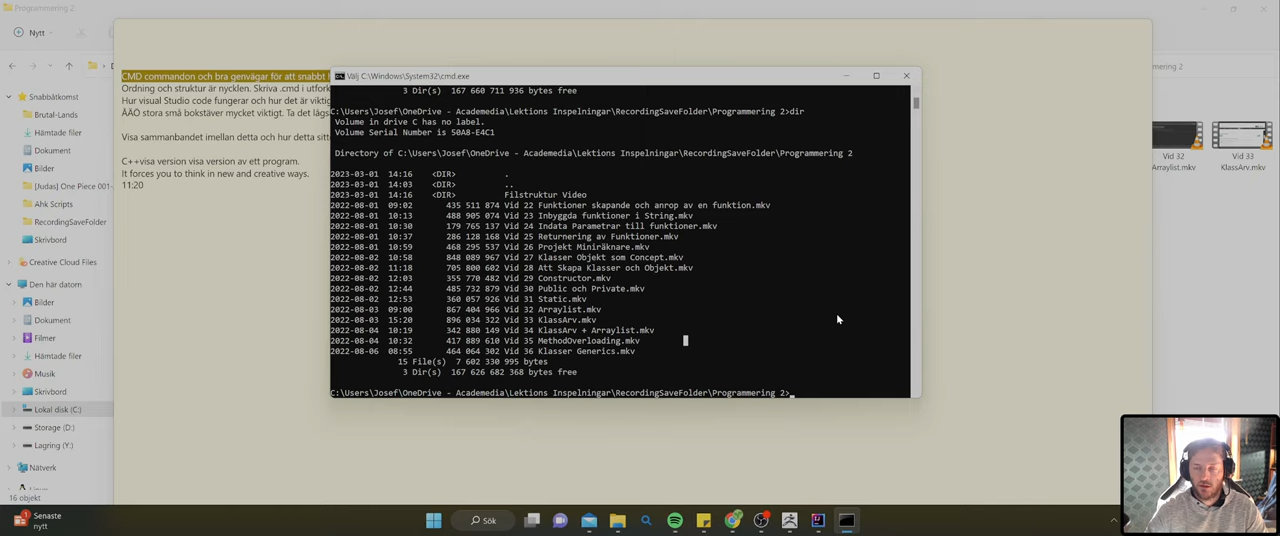 Programmering 2
Nytt
CMD commandon och bra genvägar för att snabbt
Ordning och struktur är nycklen. Skriva .cmd i utfork
Hur visual Studio code fungerar och hur det är viktig
ÅÄÖ stora små bokstäver mycket viktigt. Ta det lågs
Visa sammanbandet imellan detta och hur detta sitte
C++visa version visa version av ett program.
It forces you to think in new and creative ways.
11:20
Snabbåtkomst
Brutal-Lands
Hämtade filer
Dokument
Bilder
[Judas] One Piece 001-
Ahk Scripts
RecordingSaveFolder
Skrivbord
Creative Cloud Files
Den här datorn
Bilder
Dokument
Filmer
Hämtade filer
Musik
Skrivbord
Lokal disk (C:)
Storage (D:)
Lagring (Y:)
Nätverk
16 objekt
Välj C:\Windows\System32\cmd.exe
3 Dir(s) 167 660 711 936 bytes free
C:\Users\Josef\OneDrive - Academedia\Lektions Inspelningar\RecordingSaveFolder\Programmering 2>dir
Volume in drive C has no label.
Volume Serial Number is 50A8-E4C1
Directory of C:\Users\Josef\OneDrive - Academedia\Lektions Inspelningar\RecordingSaveFolder\Programmering 2
2023-03-01 14:16 <DIR> .
2023-03-01 14:03 <DIR> ..
2023-03-01 14:16 <DIR> Filstruktur Video
2022-08-01 09:02 435 511 874 Vid 22 Funktioner skapande och anrop av en funktion.mkv
2022-08-01 10:13 488 905 074 Vid 23 Inbyggda funktioner i String.mkv
2022-08-01 10:30 179 765 137 Vid 24 Indata Parametrar till funktioner.mkv
2022-08-01 10:37 286 128 168 Vid 25 Returnering av Funktioner.mkv
2022-08-01 10:59 468 295 537 Vid 26 Projekt Miniräknare.mkv
2022-08-02 10:58 848 089 967 Vid 27 Klasser Objekt som Concept.mkv
2022-08-02 11:18 705 800 602 Vid 28 Att Skapa Klasser och Objekt.mkv
2022-08-02 12:03 355 770 482 Vid 29 Constructor.mkv
2022-08-02 12:44 485 732 879 Vid 30 Public och Private.mkv
2022-08-02 12:53 360 057 926 Vid 31 Static.mkv
2022-08-03 09:00 867 404 966 Vid 32 Arraylist.mkv
2022-08-03 15:20 896 034 322 Vid 33 KlassArv.mkv
2022-08-04 10:19 342 880 149 Vid 34 KlassArv + Arraylist.mkv
2022-08-04 10:32 417 889 610 Vid 35 MethodOverloading.mkv
2022-08-06 08:55 464 064 302 Vid 36 Klasser Generics.mkv
15 File(s) 7 602 330 995 bytes
3 Dir(s) 167 626 682 368 bytes free
C:\Users\Josef\OneDrive - Academedia\Lektions Inspelningar\RecordingSaveFolder\Programmering 2>
mering 2
Vid 32
Arraylist.mkv
Vid 33
KlassArv.mkv
Senaste
nytt
Sök